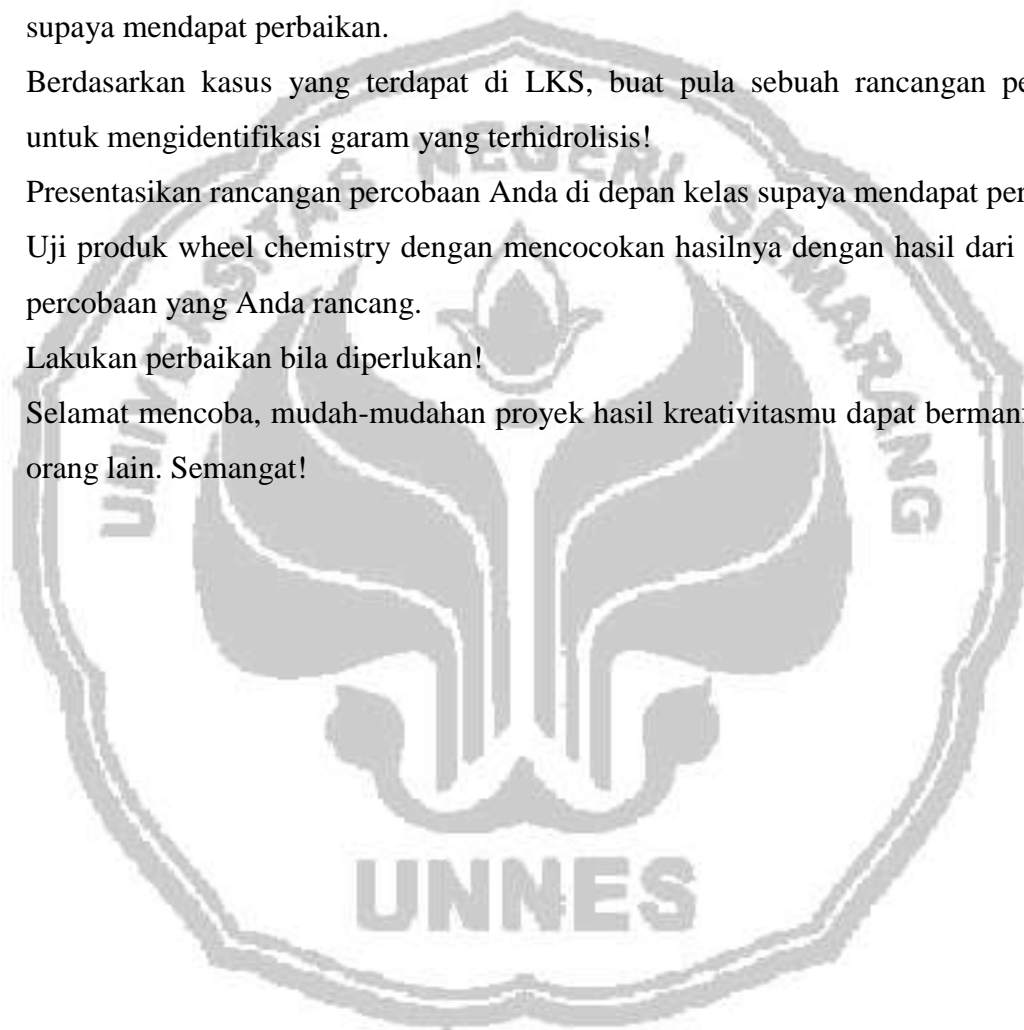 supaya mendapat perbaikan.
Berdasarkan kasus yang terdapat di LKS, buat pula sebuah rancangan pe
untuk mengidentifikasi garam yang terhidrolisis!
Presentasikan rancangan percobaan Anda di depan kelas supaya mendapat per
Uji produk wheel chemistry dengan mencocokan hasilnya dengan hasil dari
percobaan yang Anda rancang.
Lakukan perbaikan bila diperlukan!
Selamat mencoba, mudah-mudahan proyek hasil kreativitasmu dapat berman
orang lain. Semangat!
UNIVERSITAS NEGERI SEMARANG
UNNES